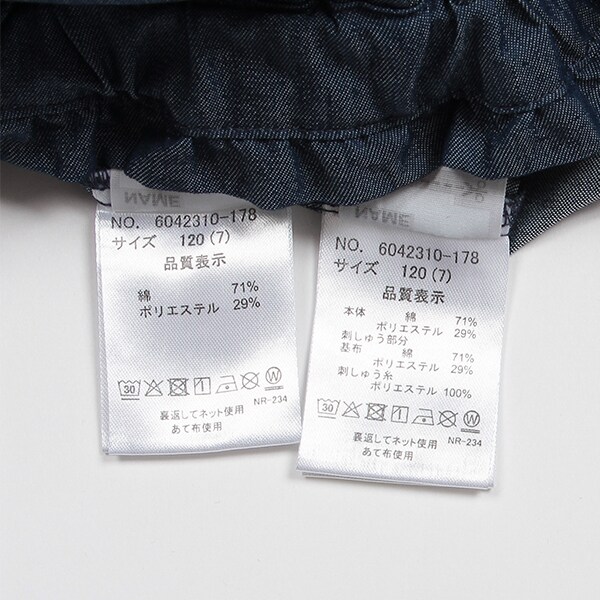 NAME
NO. 6042310-178
サイズ 120(7)
品質表示
綿 71%
ポリエステル 29%
30
裏返してネット使用 NR-234
あて布使用
NAME
NO. 6042310-178
サイズ 120(7)
品質表示
本体 綿 71%
ポリエステル 29%
刺しゅう部分
基布 綿 71%
ポリエステル 29%
刺しゅう糸
ポリエステル 100%
30
裏返してネット使用 NR-234
あて布使用